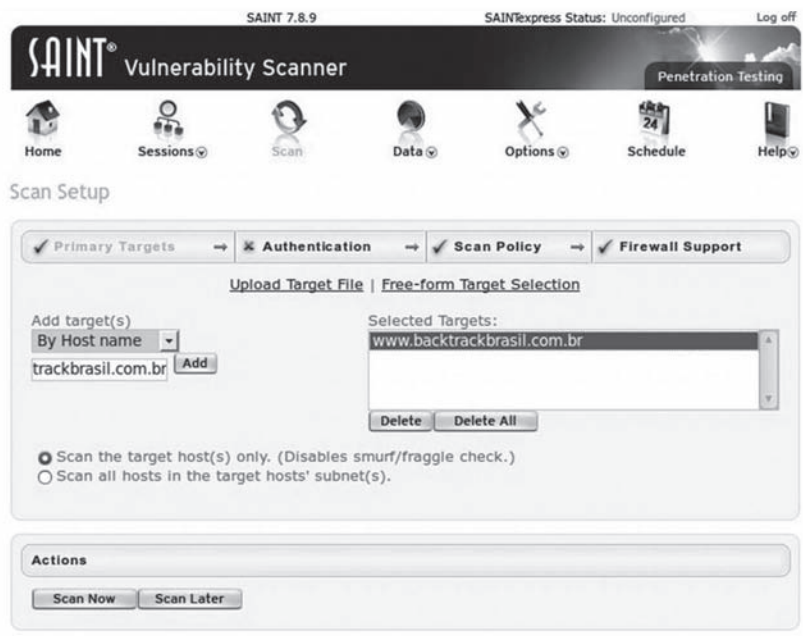 SAINT 7.8.9 SAINTexpress Status: Unconfigured Log off
SAINT® Vulnerability Scanner
Penetration Testing
24
Home Sessions Scan Data Options Schedule Help
Scan Setup
Primary Targets Authentication Scan Policy Firewall Support
Upload Target File | Free-form Target Selection
Add target(s) Selected Targets:
By Host name www.backtrackbrasil.com.br
trackbrasil.com.br Add
Delete Delete All
Scan the target host(s) only. (Disables smurf/fraggle check.)
Scan all hosts in the target hosts' subnet(s).
Actions
Scan Now Scan Later